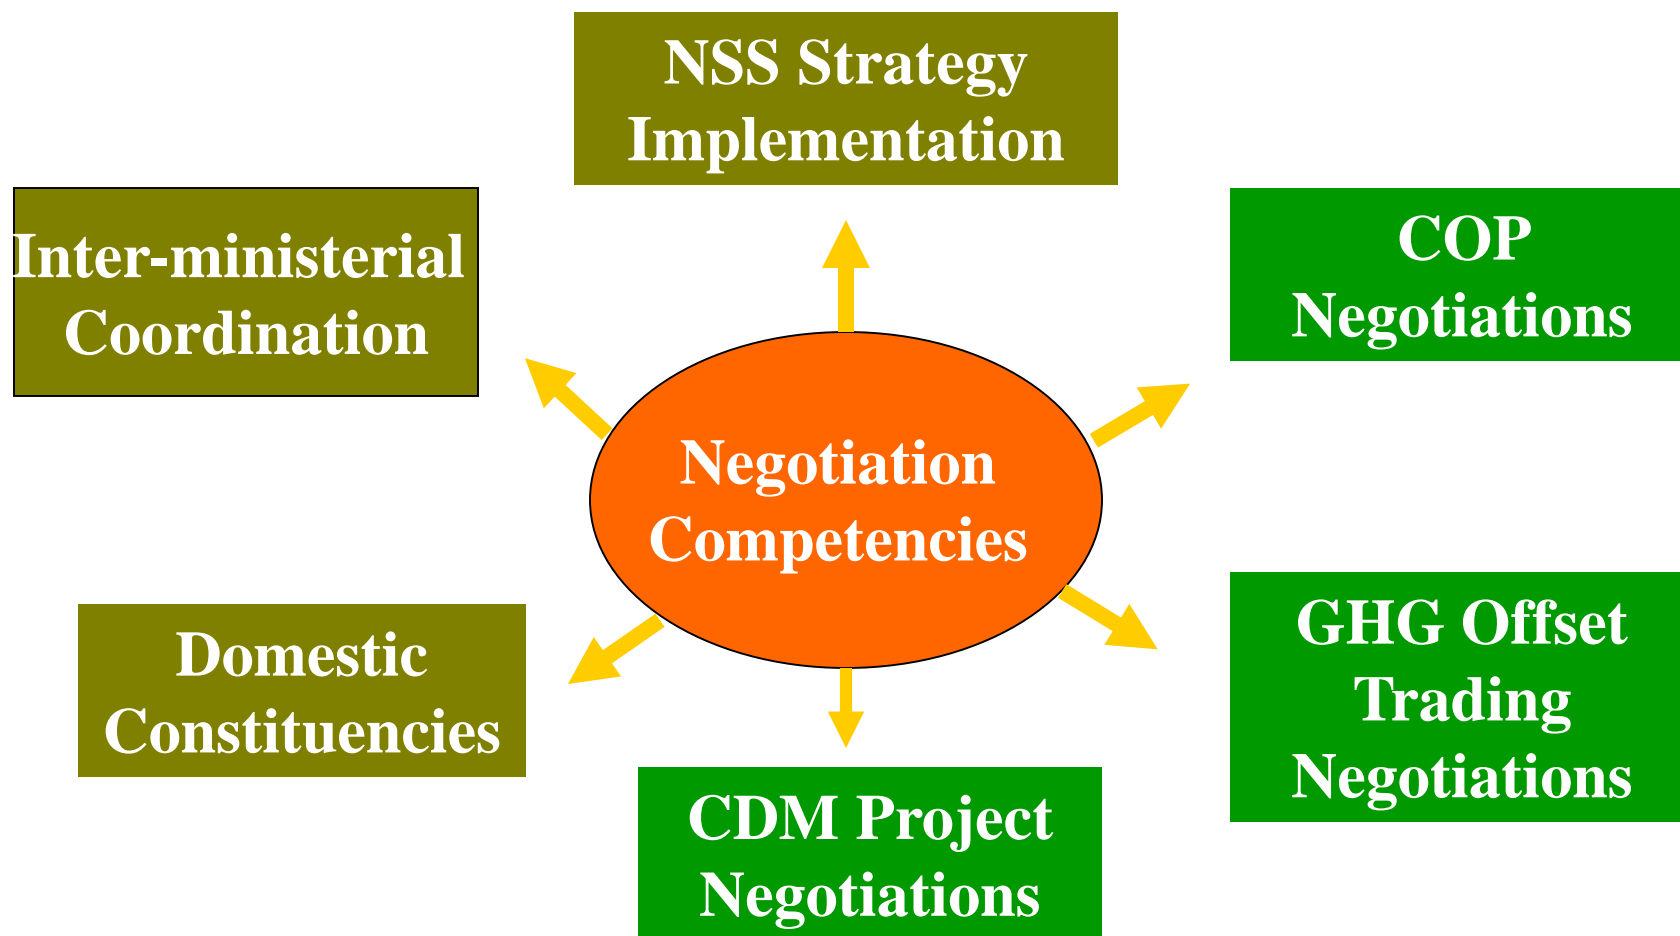 NSS Strategy
Implementation
Inter-ministerial
Coordination
COP
Negotiations
Negotiation
Competencies
Domestic
Constituencies
GHG Offset
Trading
Negotiations
CDM Project
Negotiations